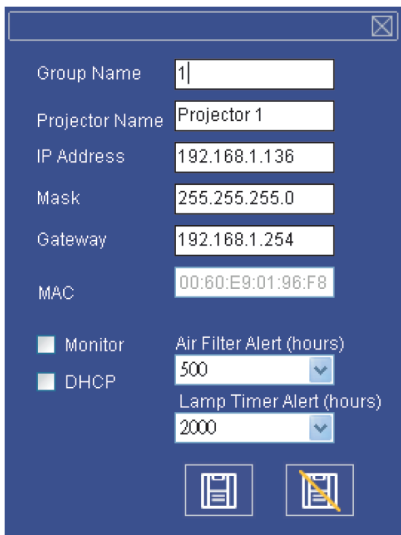 Group Name 1
Projector Name Projector 1
IP Address 192.168.1.136
Mask 255.255.255.0
Gateway 192.168.1.254
MAC 00:60:E9:01:96:F8
Monitor Air Filter Alert (hours)
500
DHCP
Lamp Timer Alert (hours)
2000